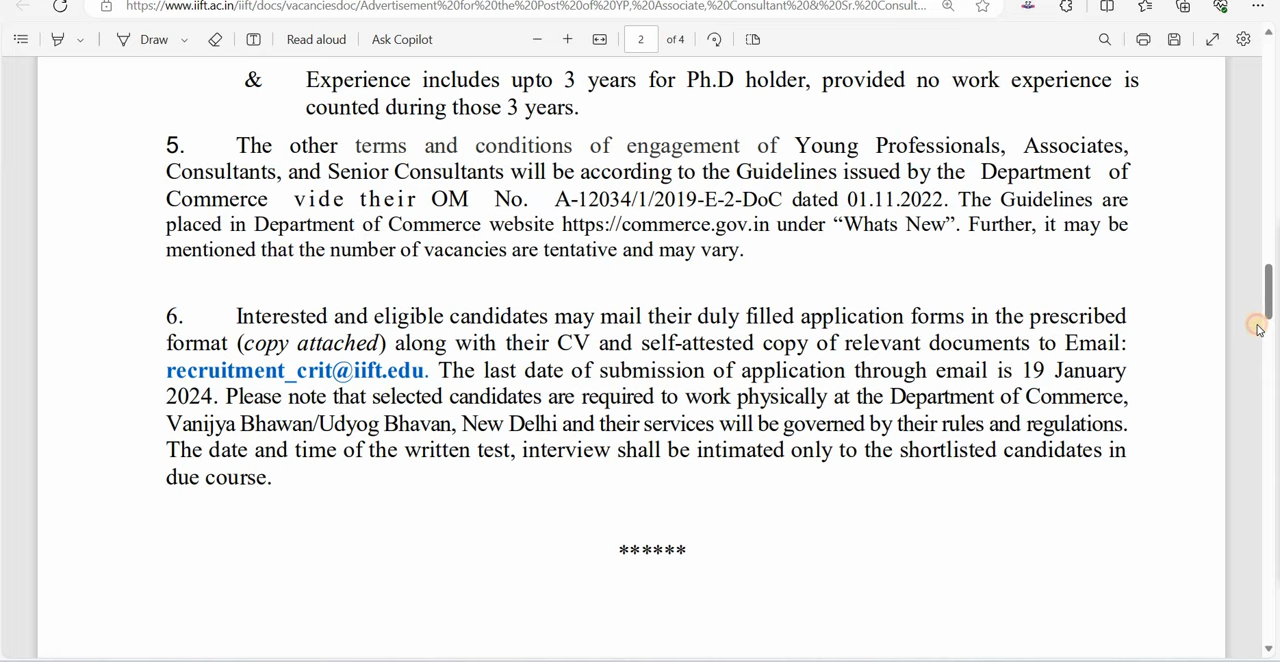 https://www.iift.ac.in/iift/docs/vacanciesdoc/Advertisement%20for%20the%20Post%20of%20YP,%20Associate,%20Consultant%20&%20Sr.%20Consult...
Draw Read aloud Ask Copilot 2 of 4
& Experience includes upto 3 years for Ph.D holder, provided no work experience is
counted during those 3 years.
5. The other terms and conditions of engagement of Young Professionals, Associates,
Consultants, and Senior Consultants will be according to the Guidelines issued by the Department of
Commerce vide their OM No. A-12034/1/2019-E-2-DoC dated 01.11.2022. The Guidelines are
placed in Department of Commerce website https://commerce.gov.in under “Whats New”. Further, it may be
mentioned that the number of vacancies are tentative and may vary.
6. Interested and eligible candidates may mail their duly filled application forms in the prescribed
format (copy attached) along with their CV and self-attested copy of relevant documents to Email:
recruitment_crit@iift.edu. The last date of submission of application through email is 19 January
2024. Please note that selected candidates are required to work physically at the Department of Commerce,
Vanijya Bhawan/Udyog Bhavan, New Delhi and their services will be governed by their rules and regulations.
The date and time of the written test, interview shall be intimated only to the shortlisted candidates in
due course.
******